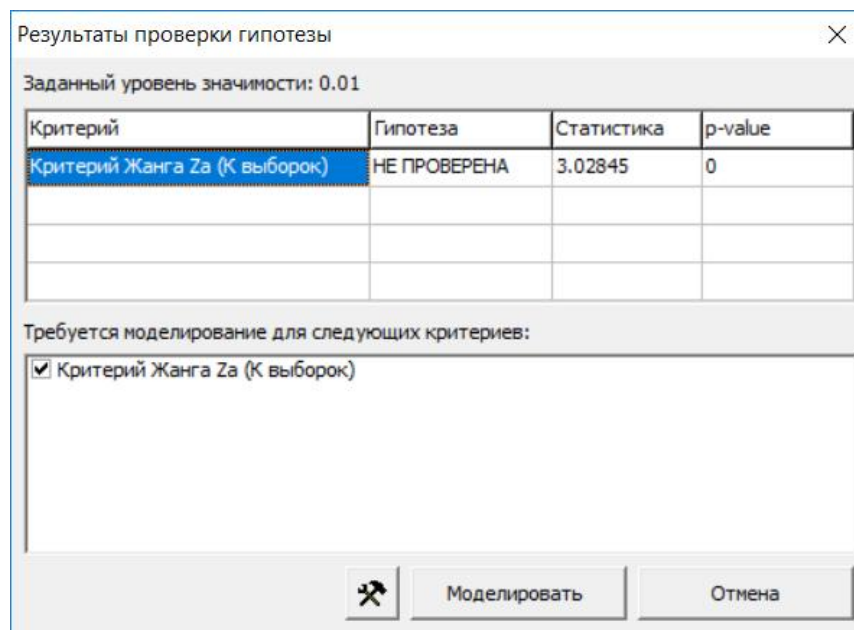 Результаты проверки гипотезы
Заданный уровень значимости: 0.01
Критерий Гипотеза Статистика p-value
Критерий Жанга Za (К выборок) НЕ ПРОВЕРЕНА 3.02845 0
Требуется моделирование для следующих критериев:
Критерий Жанга Za (К выборок)
Моделировать Отмена